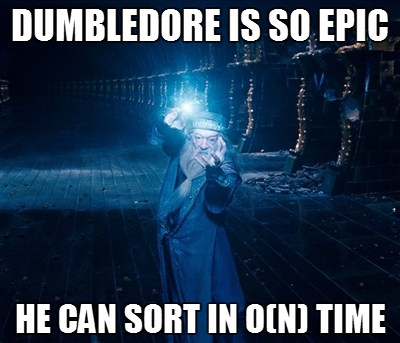 DUMBLEDORE IS SO EPIC
HE CAN SORT IN O(N) TIME